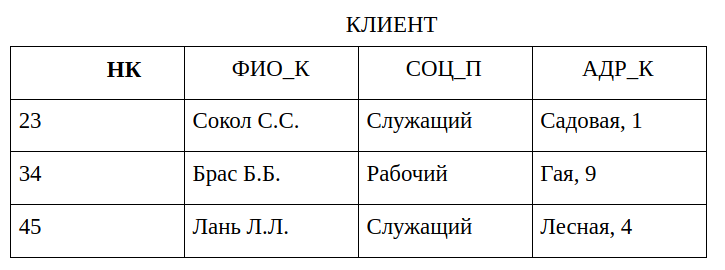 КЛИЕНТ
НК ФИО_К СОЦ_П АДР_К
23 Сокол С.С. Служащий Садовая, 1
34 Брас Б.Б. Рабочий Гая, 9
45 Лань Л.Л. Служащий Лесная, 4